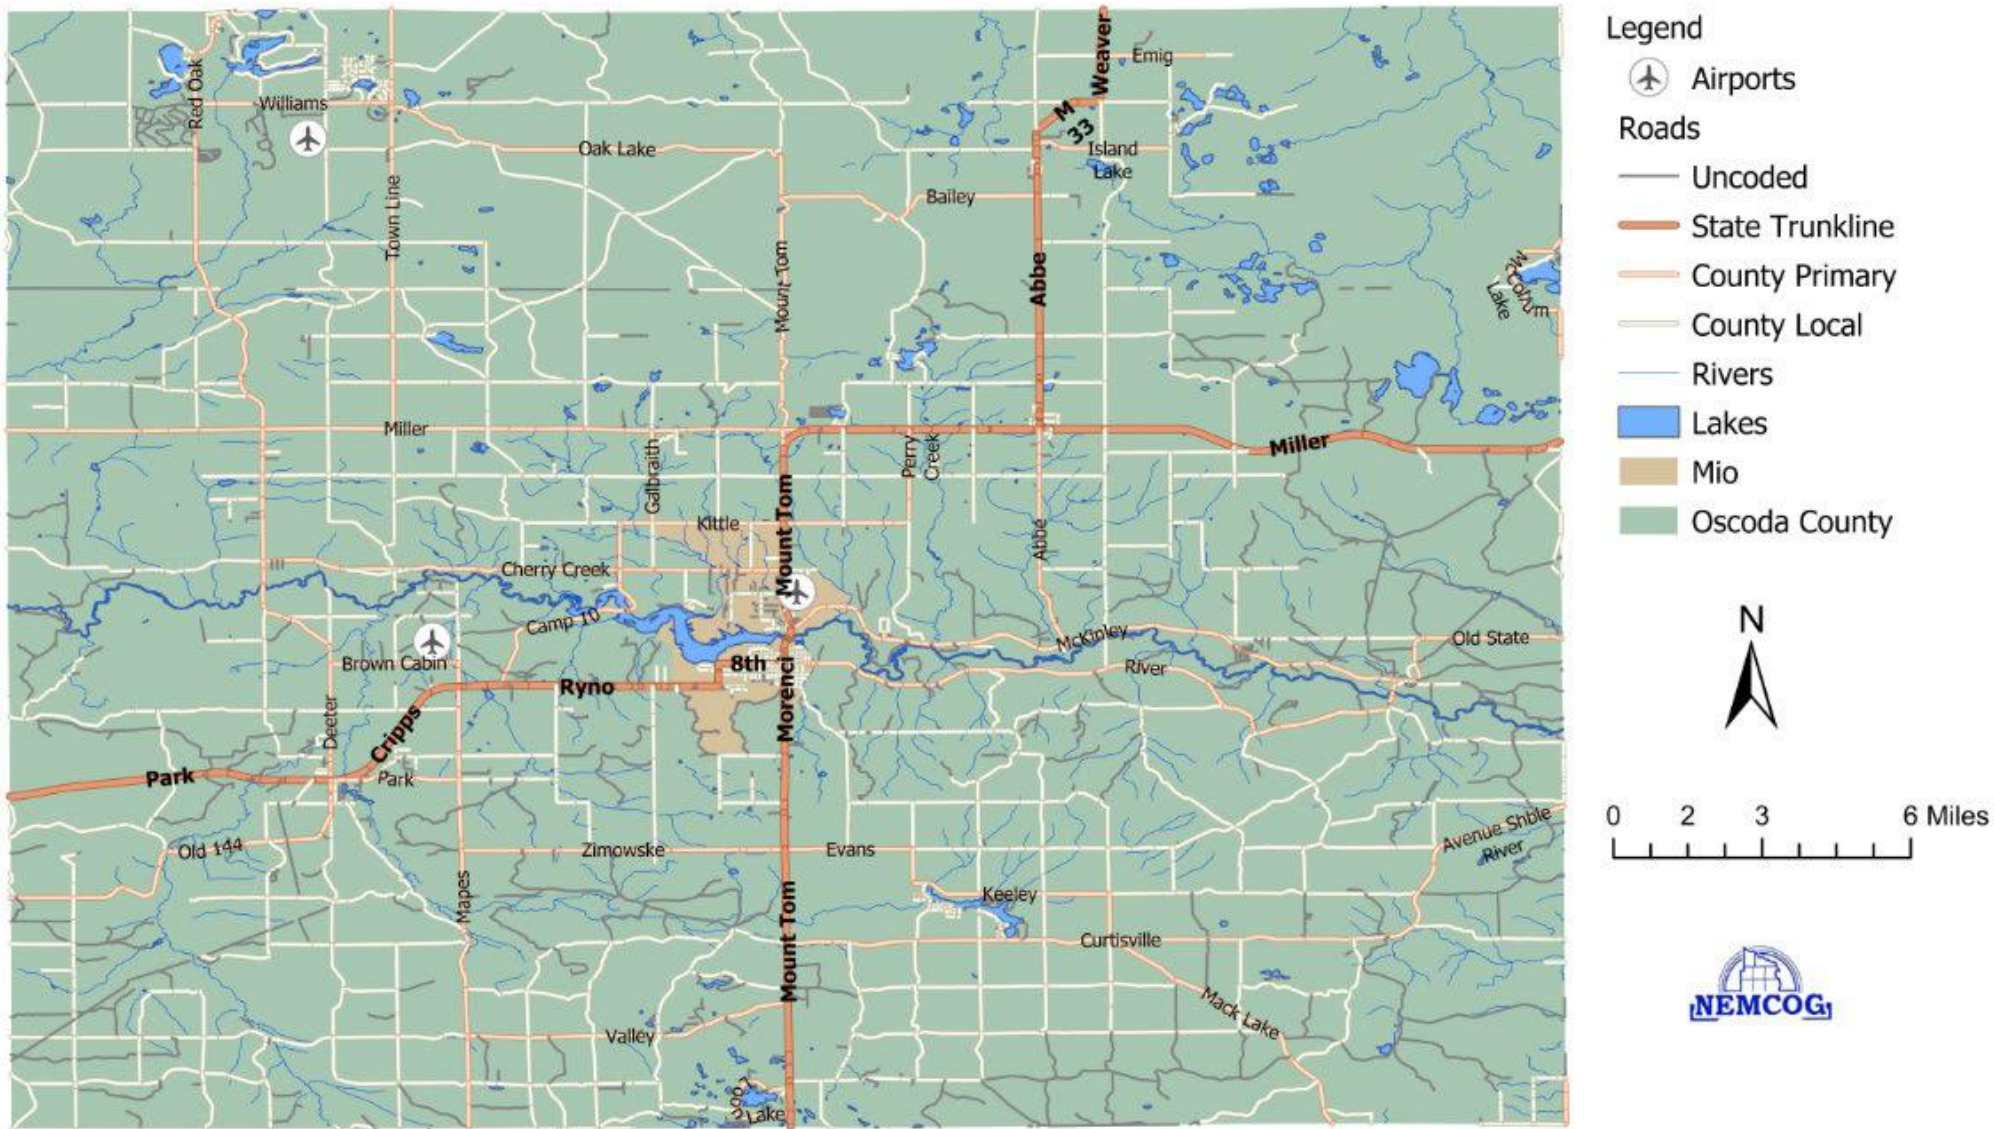 Weaver
Emig
Red Oak
Williams
M
33
Oak Lake
Island
Lake
Town Line
Bailey
Mount Tom
Abbe
McCollum
Lake
Miller
Galbraith
Perry
Creek
Miller
Mount Tom
Kittle
Abbe
Cherry Creek
Camp 10
McKinley
Old State
Brown Cabin
8th
River
Ryno
Morenci
Deeter
Cripps
Park
Park
Old 144
Zimowske
Evans
Avenue Shble
River
Mapes
Keeley
Mount Tom
Curtisville
Mack Lake
Valley
Loon
Lake
Legend
Airports
Roads
Uncoded
State Trunkline
County Primary
County Local
Rivers
Lakes
Mio
Oscoda County
N
0 2 3 6 Miles
NEMCOG